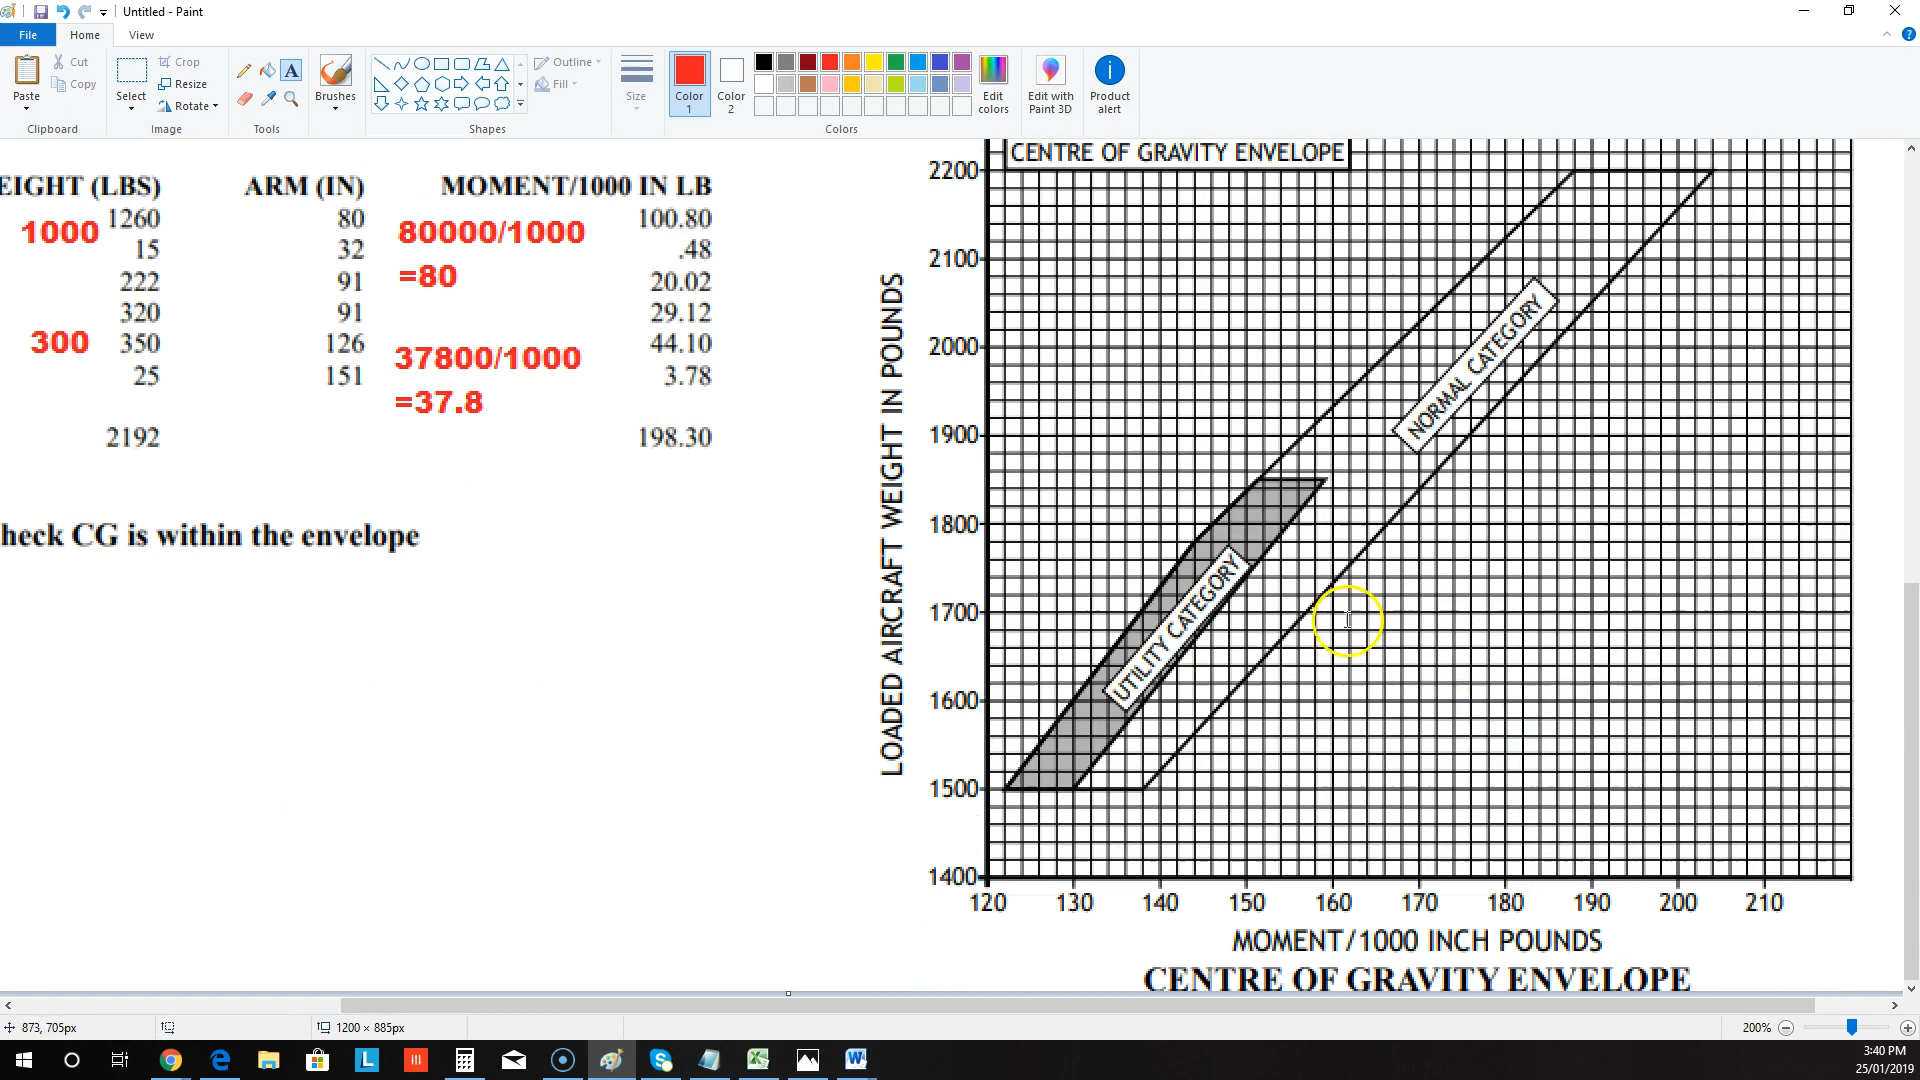 Untitled - Paint
File Home View
Paste Cut Copy Clipboard
Select Crop Resize Rotate Image
A Tools
Brushes
Outline Fill Shapes
Size
Color 1 Color 2
Edit colors Colors
Edit with Paint 3D
Product alert
EIGHT (LBS) ARM (IN) MOMENT/1000 IN LB
1000 1260 80 80000/1000 100.80
15 32 =80 .48
222 91 20.02
320 91 29.12
300 350 126 37800/1000 44.10
25 151 =37.8 3.78
2192 198.30
heck CG is within the envelope
CENTRE OF GRAVITY ENVELOPE
2200
2100
2000
1900
1800
1700
1600
1500
1400
LOADED AIRCRAFT WEIGHT IN POUNDS
NORMAL CATEGORY
UTILITY CATEGORY
120 130 140 150 160 170 180 190 200 210
MOMENT/1000 INCH POUNDS
CENTRE OF GRAVITY ENVELOPE
873, 705px 1200 × 885px 200%
3:40 PM
25/01/2019